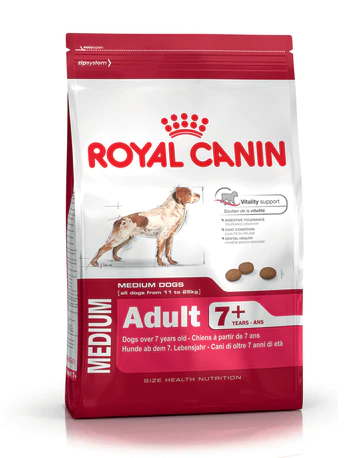 zipsystem
ROYAL CANIN
Vitality support
Soutien de la vitalité
DIGESTIVE TOLERANCE
COAT CONDITION
DENTAL HEALTH
MEDIUM DOGS
[all dogs from 11 to 25kg]
MEDIUM
Adult 7+
YEARS - ANS
Dogs over 7 years old - Chiens à partir de 7 ans
Hunde ab dem 7. Lebensjahr - Cani di oltre 7 anni di età
SIZE HEALTH NUTRITION